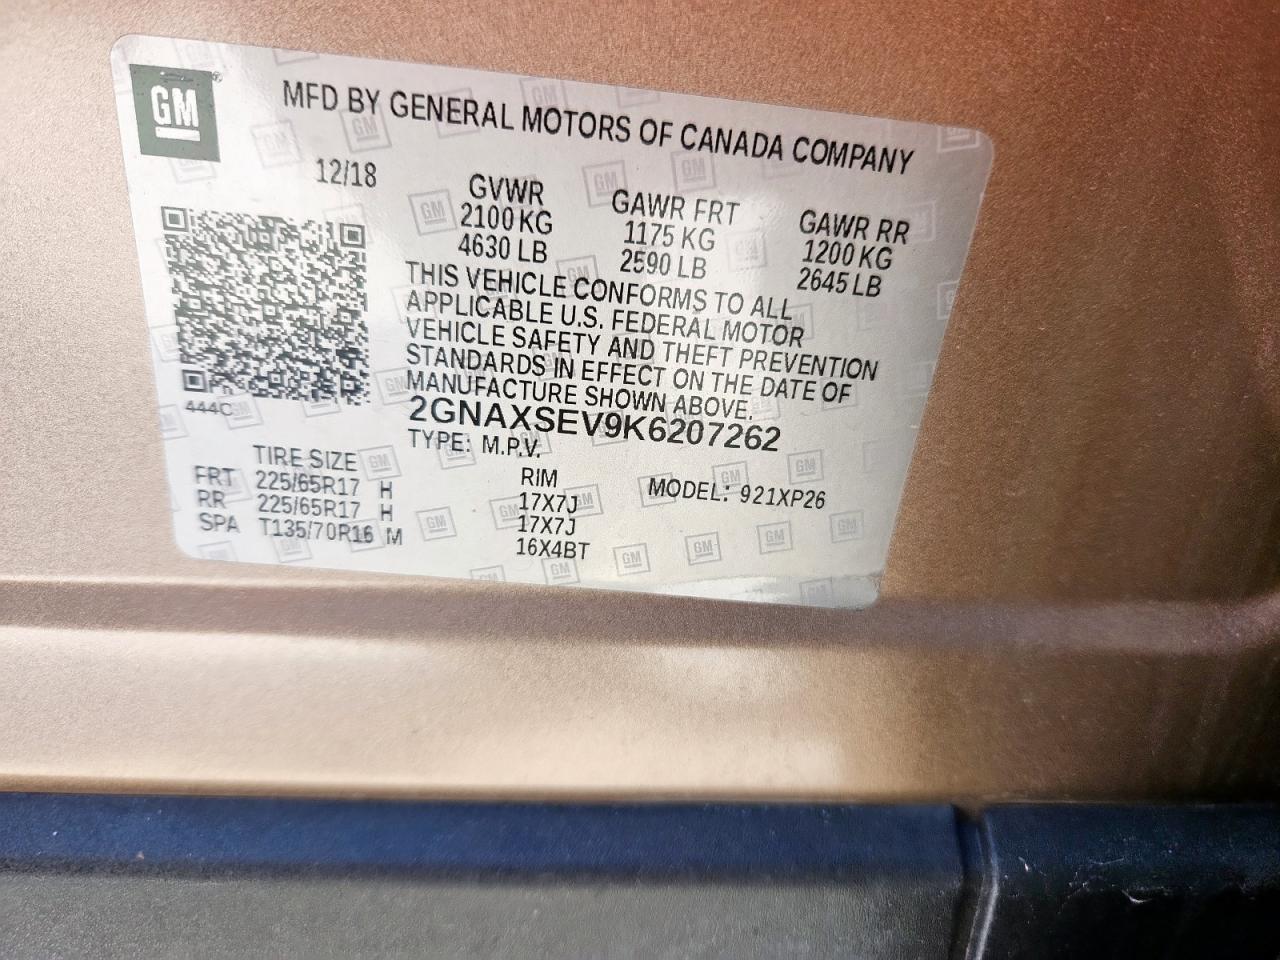 GM
MFD BY GENERAL MOTORS OF CANADA COMPANY
12/18
GVWR
2100 KG
4630 LB
GAWR FRT
1175 KG
2590 LB
GAWR RR
1200 KG
2645 LB
THIS VEHICLE CONFORMS TO ALL
APPLICABLE U.S. FEDERAL MOTOR
VEHICLE SAFETY AND THEFT PREVENTION
STANDARDS IN EFFECT ON THE DATE OF
MANUFACTURE SHOWN ABOVE.
444C
2GNAXSEV9K6207262
TYPE: M.P.V.
MODEL: 921XP26
TIRE SIZE RIM
FRT 225/65R17 H 17X7J
RR 225/65R17 H 17X7J
SPA T135/70R16 M 16X4BT